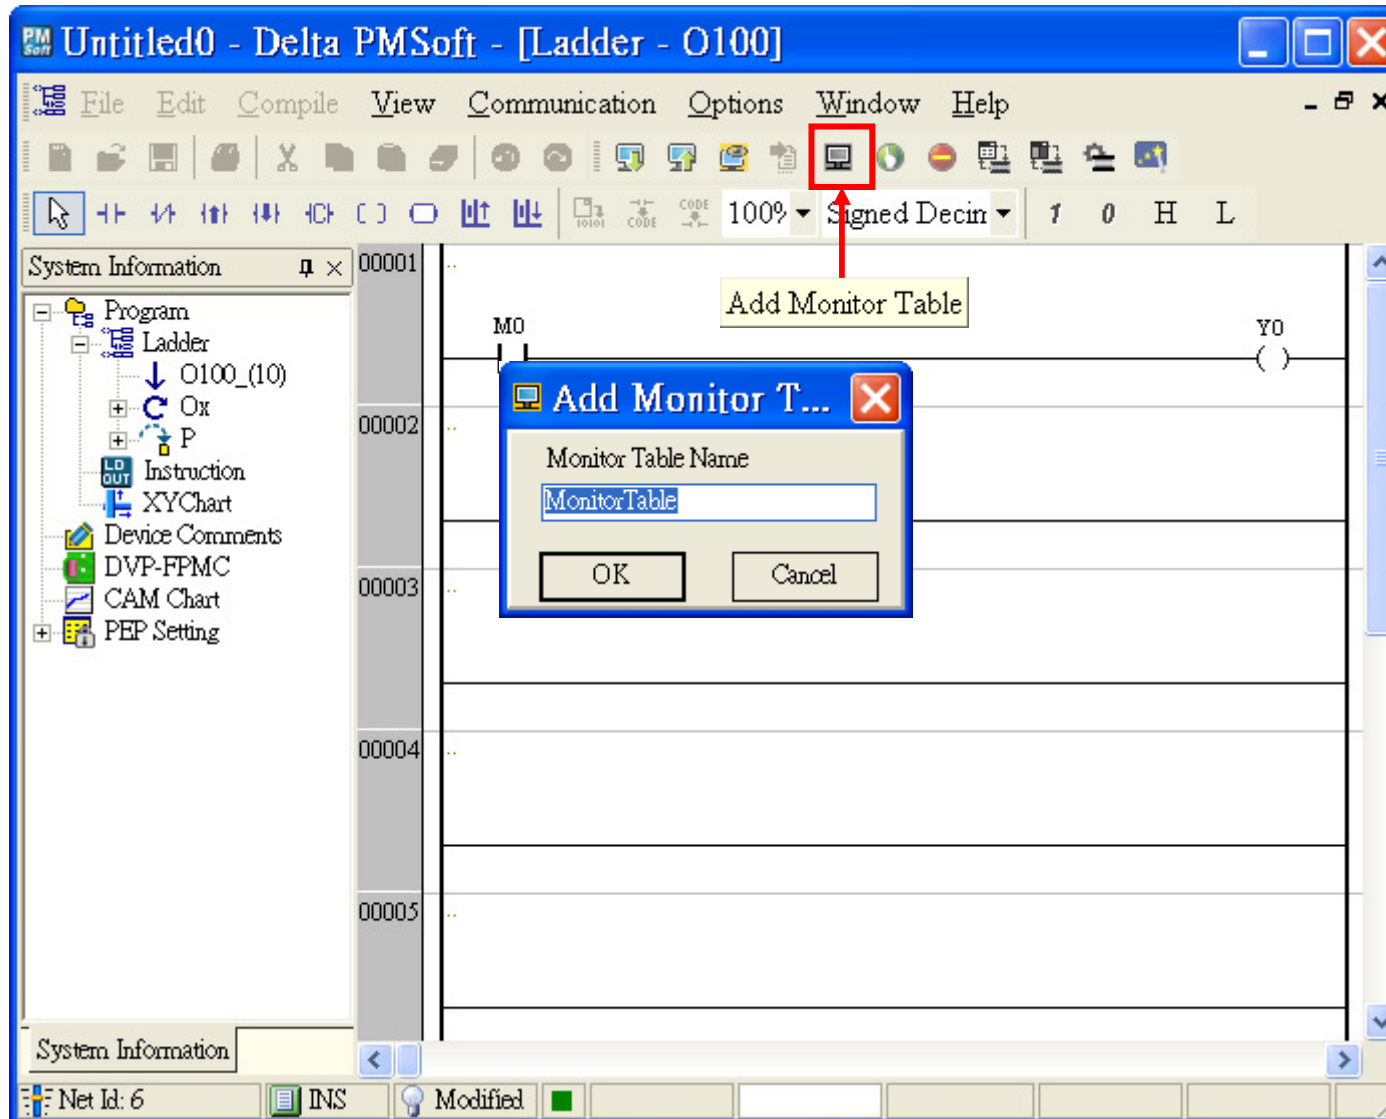 PM Soft Untitled0 - Delta PMSoft - [Ladder - O100]
File Edit Compile View Communication Options Window Help
100% Signed Decin 1 0 H L
System Information
Program
Ladder
O100_(10)
Ox
P
Instruction
XYChart
Device Comments
DVP-FPMC
CAM Chart
PEP Setting
System Information
00001
Add Monitor Table
M0 Y0
00002
Add Monitor T...
Monitor Table Name
MonitorTable
OK Cancel
00003
00004
00005
Net Id: 6 INS Modified